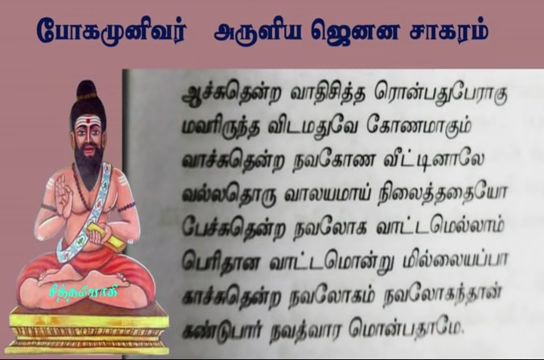 போகமுனிவர் அருளிய ஜெனன சாகரம்
ஆச்சுதென்ற வாதிசித்த ரொன்பதுபேராகு
மவரிருந்த விடமதுவே கோணமாகும்
வாச்சுதென்ற நவகோண வீட்டினாலே
வல்லதொரு வாலயமாய் நிலைத்ததையோ
பேச்சுதென்ற நவலோக வாட்டமெல்லாம்
பெரிதான வாட்டமொன்று மில்லையப்பா
காச்சுதென்ற நவலோகம் நவலோகந்தான்
கண்டுபார் நவத்வார மொன்பதாமே.